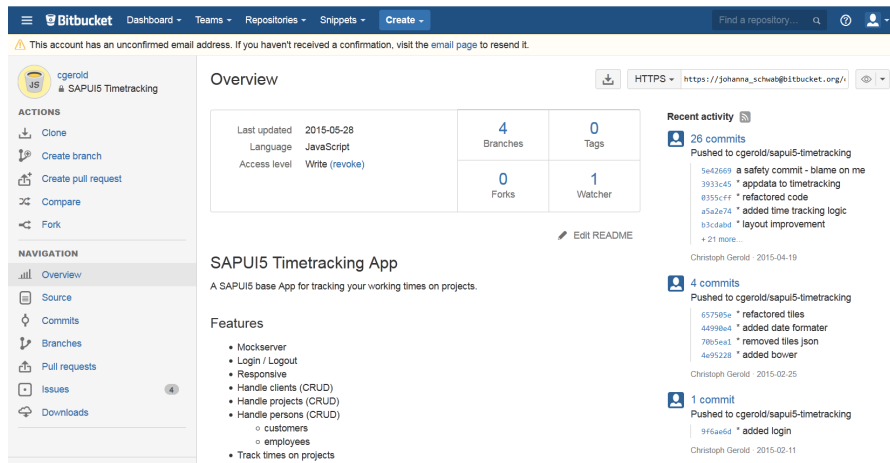 Bitbucket Dashboard Teams Repositories Snippets Create Find a repository...
This account has an unconfirmed email address. If you haven't received a confirmation, visit the email page to resend it.
JS
cgerold
SAPUI5 Timetracking
ACTIONS
Clone
Create branch
Create pull request
Compare
Fork
NAVIGATION
Overview
Source
Commits
Branches
Pull requests
Issues 4
Downloads
Overview
HTTPS https://johanna_schwab@bitbucket.org/
Last updated 2015-05-28
Language JavaScript
Access level Write (revoke)
4
Branches
0
Tags
0
Forks
1
Watcher
Edit README
SAPUI5 Timetracking App
A SAPUI5 base App for tracking your working times on projects.
Features
• Mockserver
• Login / Logout
• Responsive
• Handle clients (CRUD)
• Handle projects (CRUD)
• Handle persons (CRUD)
○ customers
○ employees
• Track times on projects
Recent activity
26 commits
Pushed to cgerold/sapui5-timetracking
5e42669 a safety commit - blame on me
3933c45 * appdata to timetracking
0355cff * refactored code
a5a2e74 * added time tracking logic
b3cdabd * layout improvement
+ 21 more...
Christoph Gerold · 2015-04-19
4 commits
Pushed to cgerold/sapui5-timetracking
657505e * refactored tiles
44990e4 * added date formater
70b5ea1 * removed tiles json
4e95228 * added bower
Christoph Gerold · 2015-02-25
1 commit
Pushed to cgerold/sapui5-timetracking
9f6ae6d * added login
Christoph Gerold · 2015-02-11